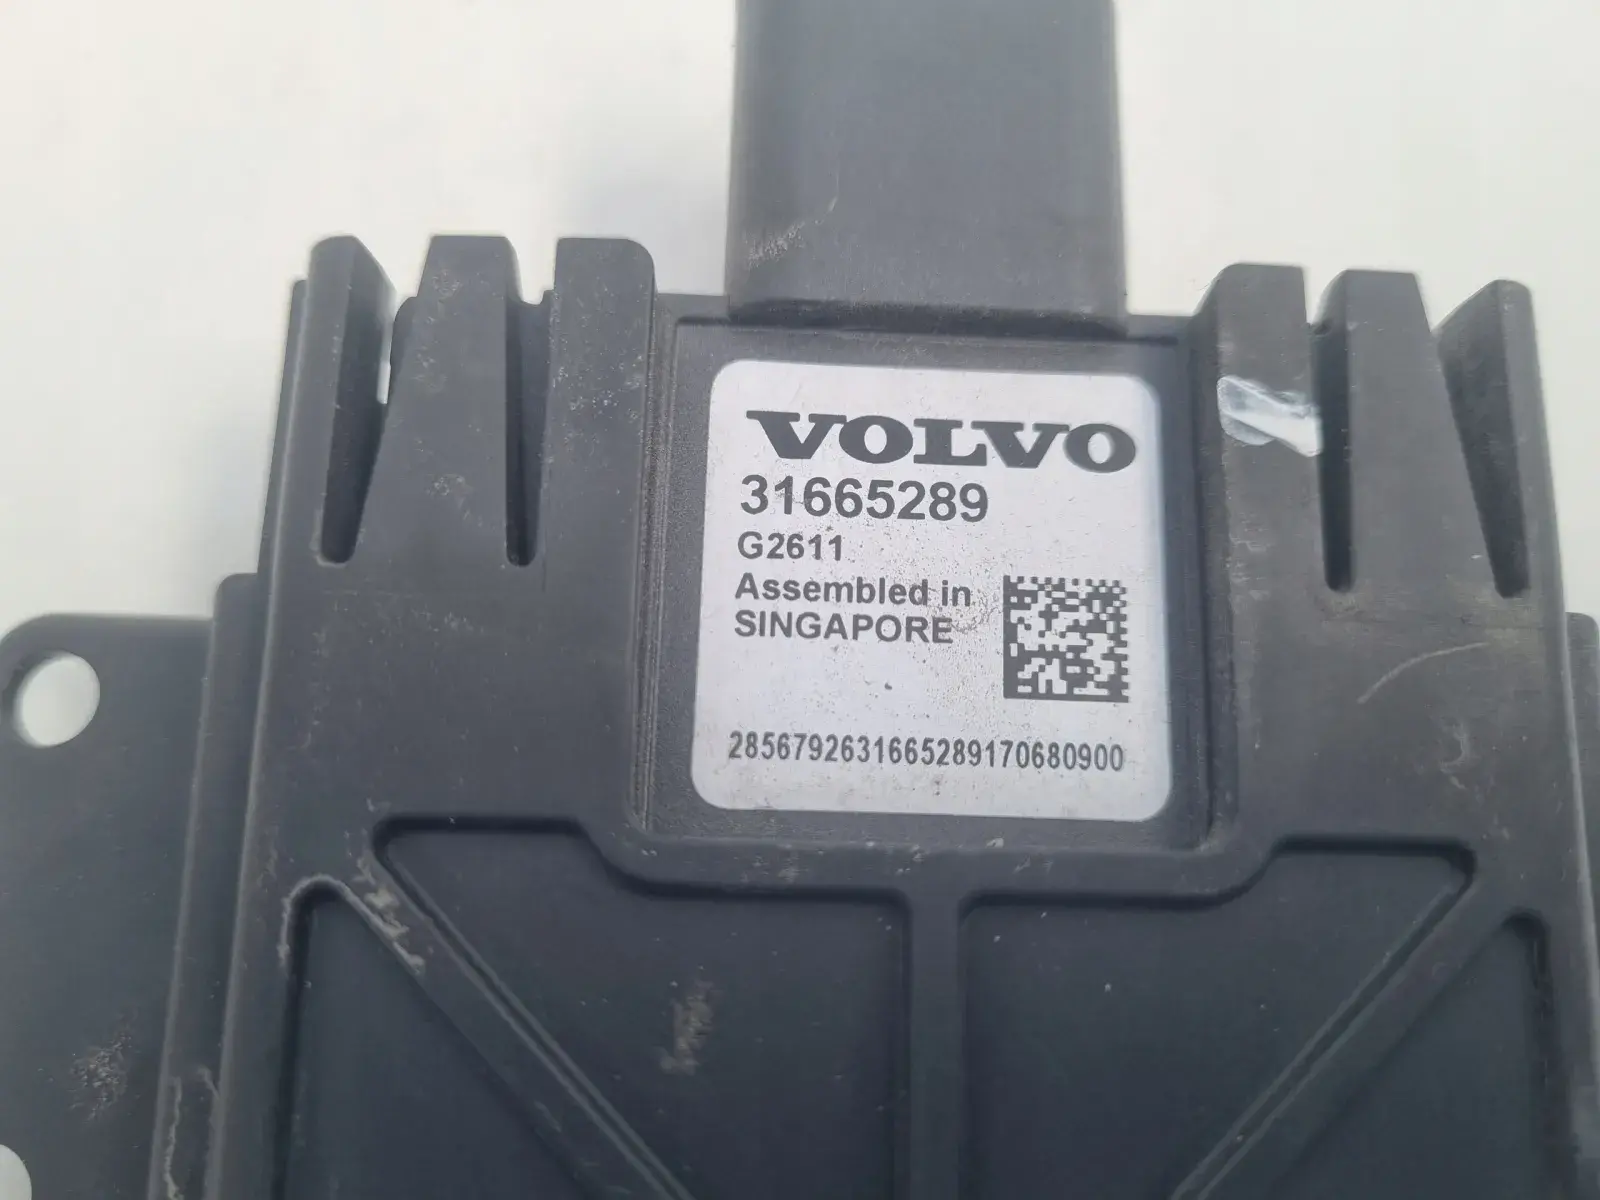 VOLVO
31665289
G2611
Assembled in
SINGAPORE
2856792631665289170680900